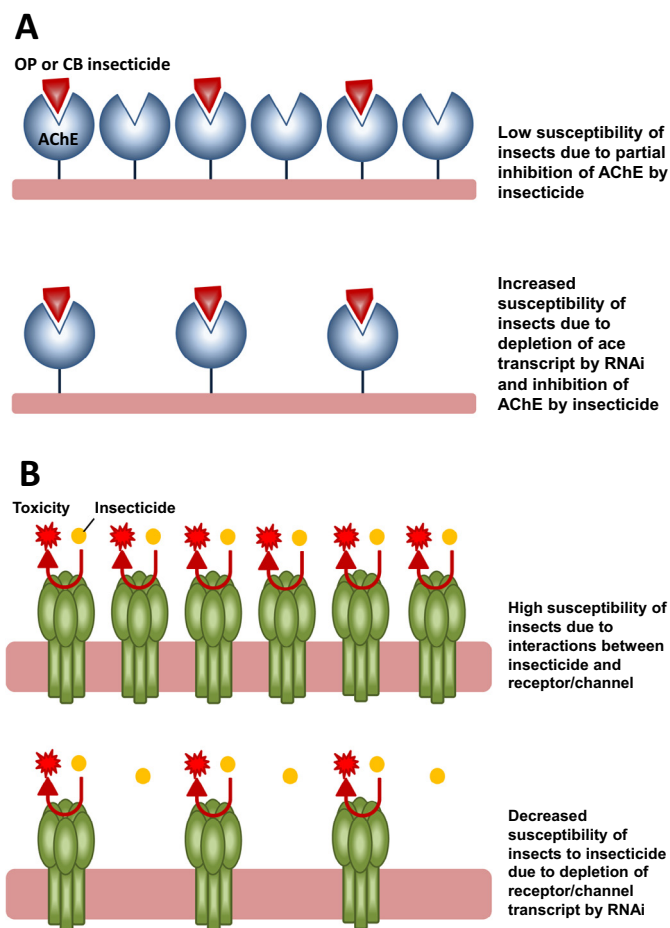 A
OP or CB insecticide
AChE
Low susceptibility of
insects due to partial
inhibition of AChE by
insecticide
Increased
susceptibility of
insects due to
depletion of ace
transcript by RNAi
and inhibition of
AChE by insecticide
B
Toxicity
Insecticide
High susceptibility of
insects due to
interactions between
insecticide and
receptor/channel
Decreased
susceptibility of
insects to insecticide
due to depletion of
receptor/channel
transcript by RNAi